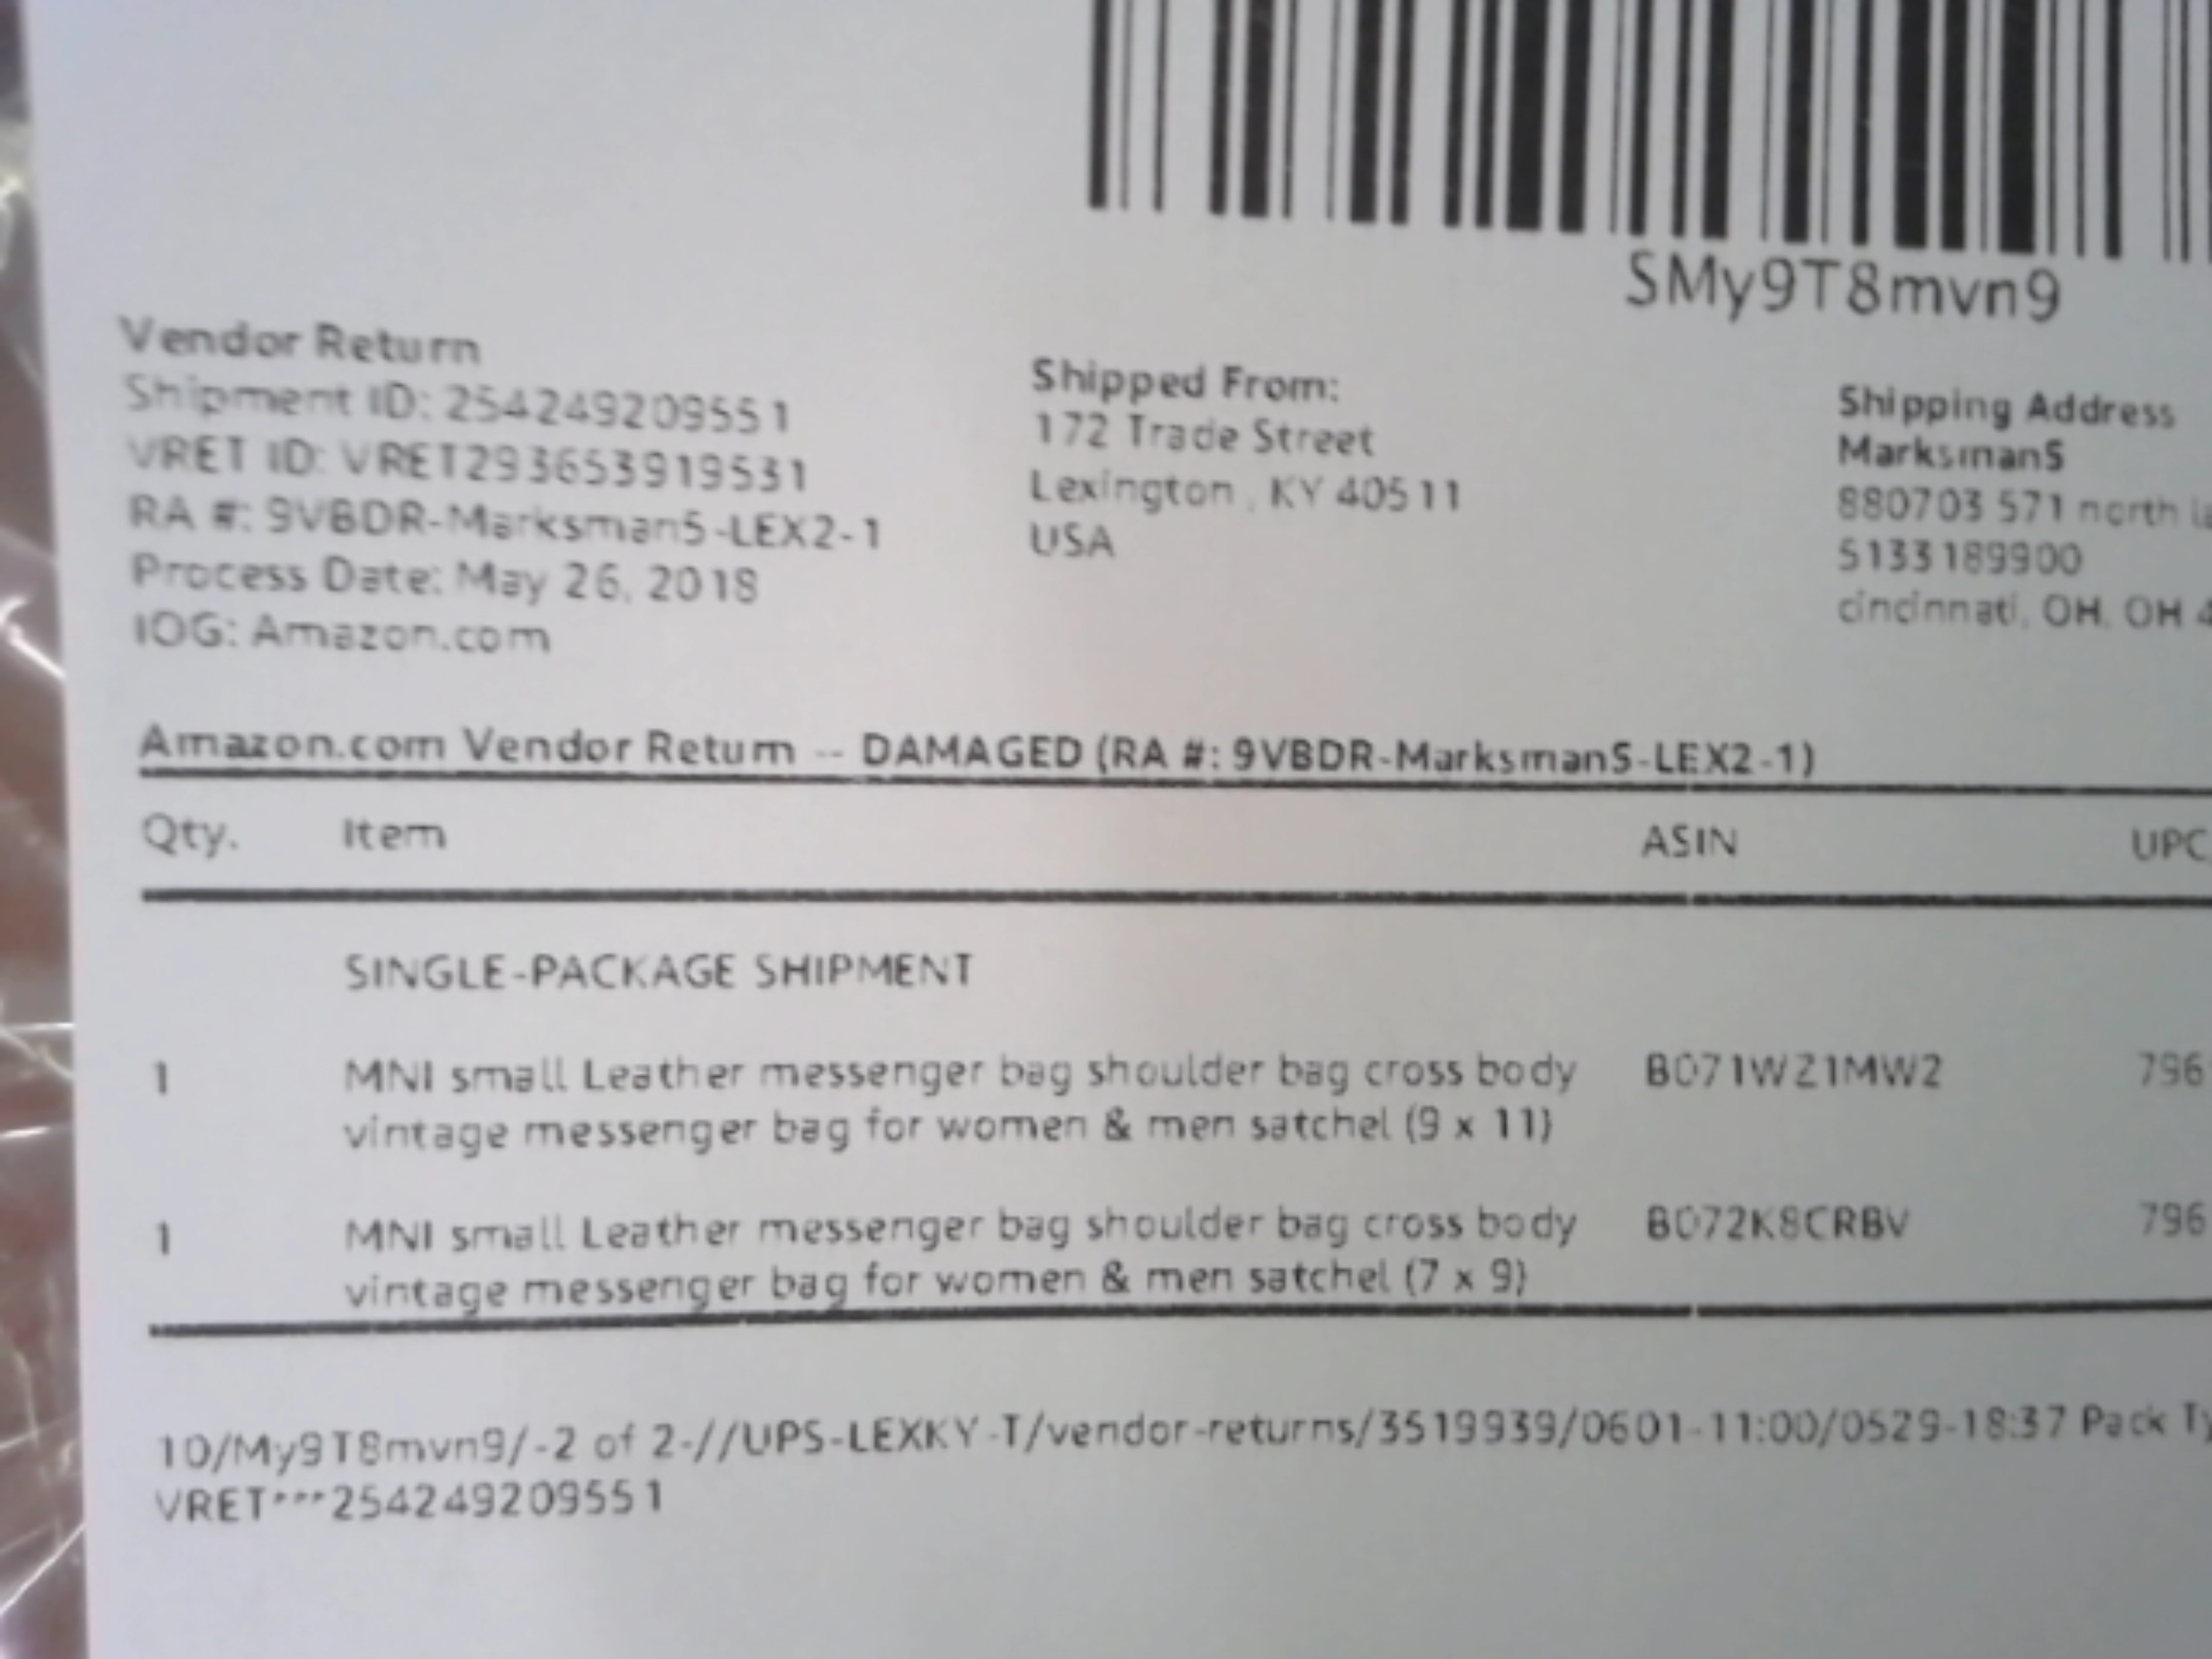 SMy9T8mvn9
Vendor Return
Shipment ID: 254249209551
VRET ID: VRET293653919531
RA #: 9VBDR-MarksmanS-LEX2-1
Process Date: May 26, 2018
IOG: Amazon.com
Shipped From:
172 Trade Street
Lexington , KY 40511
USA
Shipping Address
MarksmanS
880703 571 north
5133189900
cincinnati, OH, OH 4
Amazon.com Vendor Return -- DAMAGED (RA #: 9VBDR-MarksmanS-LEX2-1)
Qty. Item ASIN UPC
SINGLE-PACKAGE SHIPMENT
1 MNI small Leather messenger bag shoulder bag cross body B071WZ1MW2 796
vintage messenger bag for women & men satchel (9 x 11)
1 MNI small Leather messenger bag shoulder bag cross body B072K8CRBV 796
vintage messenger bag for women & men satchel (7 x 9)
10/My9T8mvn9/-2 of 2-//UPS-LEXKY-T/vendor-returns/3519939/0601-11:00/0529-18:37 Pack
VRET***254249209551